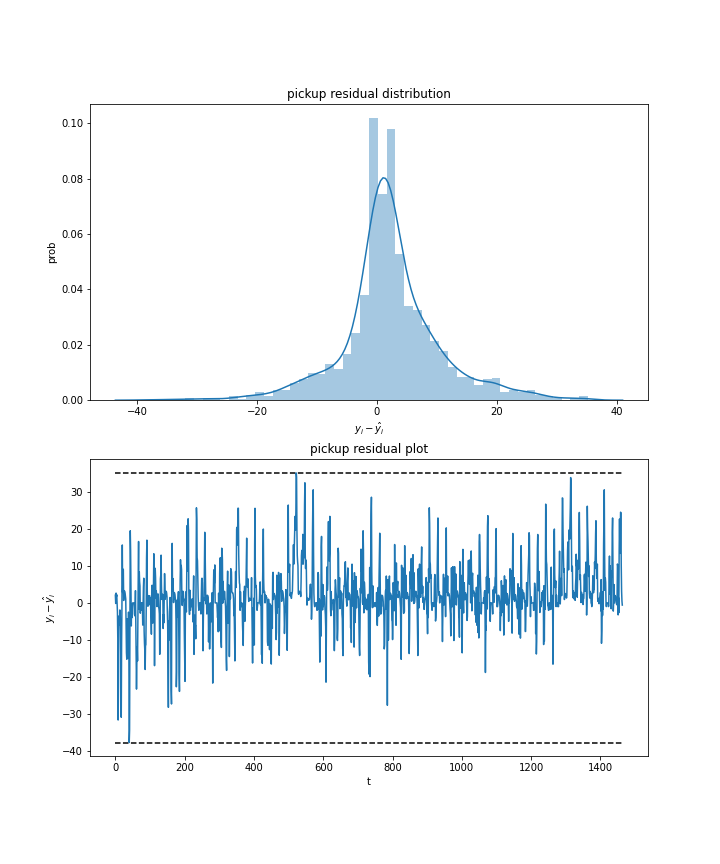 pickup residual distribution
0.10
0.08
0.06
0.04
0.02
0.00
prob
−40 −20 0 20 40
$y_i - \hat{y}_i$
pickup residual plot
30
20
10
0
−10
−20
−30
−40
$y_i - \hat{y}_i$
0 200 400 600 800 1000 1200 1400
t